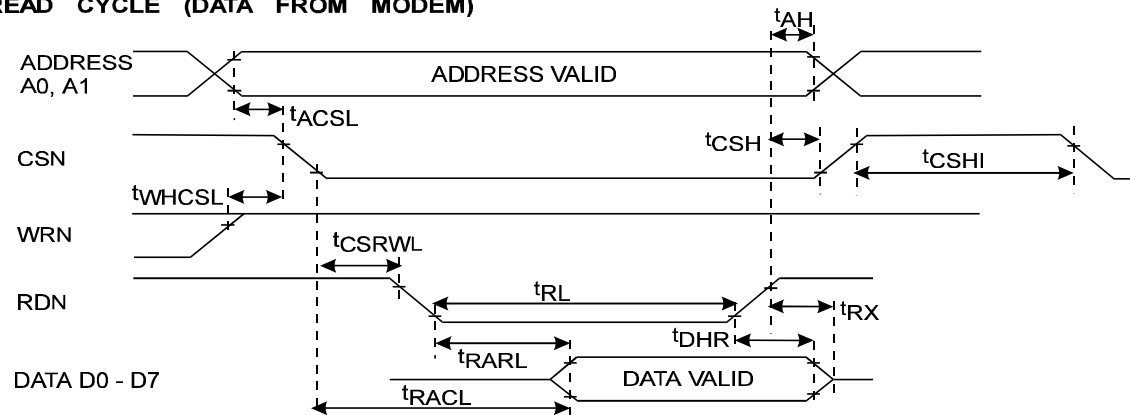 READ CYCLE (DATA FROM MODEM)
tAH
ADDRESS
A0, A1
ADDRESS VALID
tACSL
CSN
tCSH
tCSHI
tWHCSL
WRN
tCSRWL
RDN
tRL
tRX
tDHR
tRARL
DATA D0 - D7
DATA VALID
tRACL